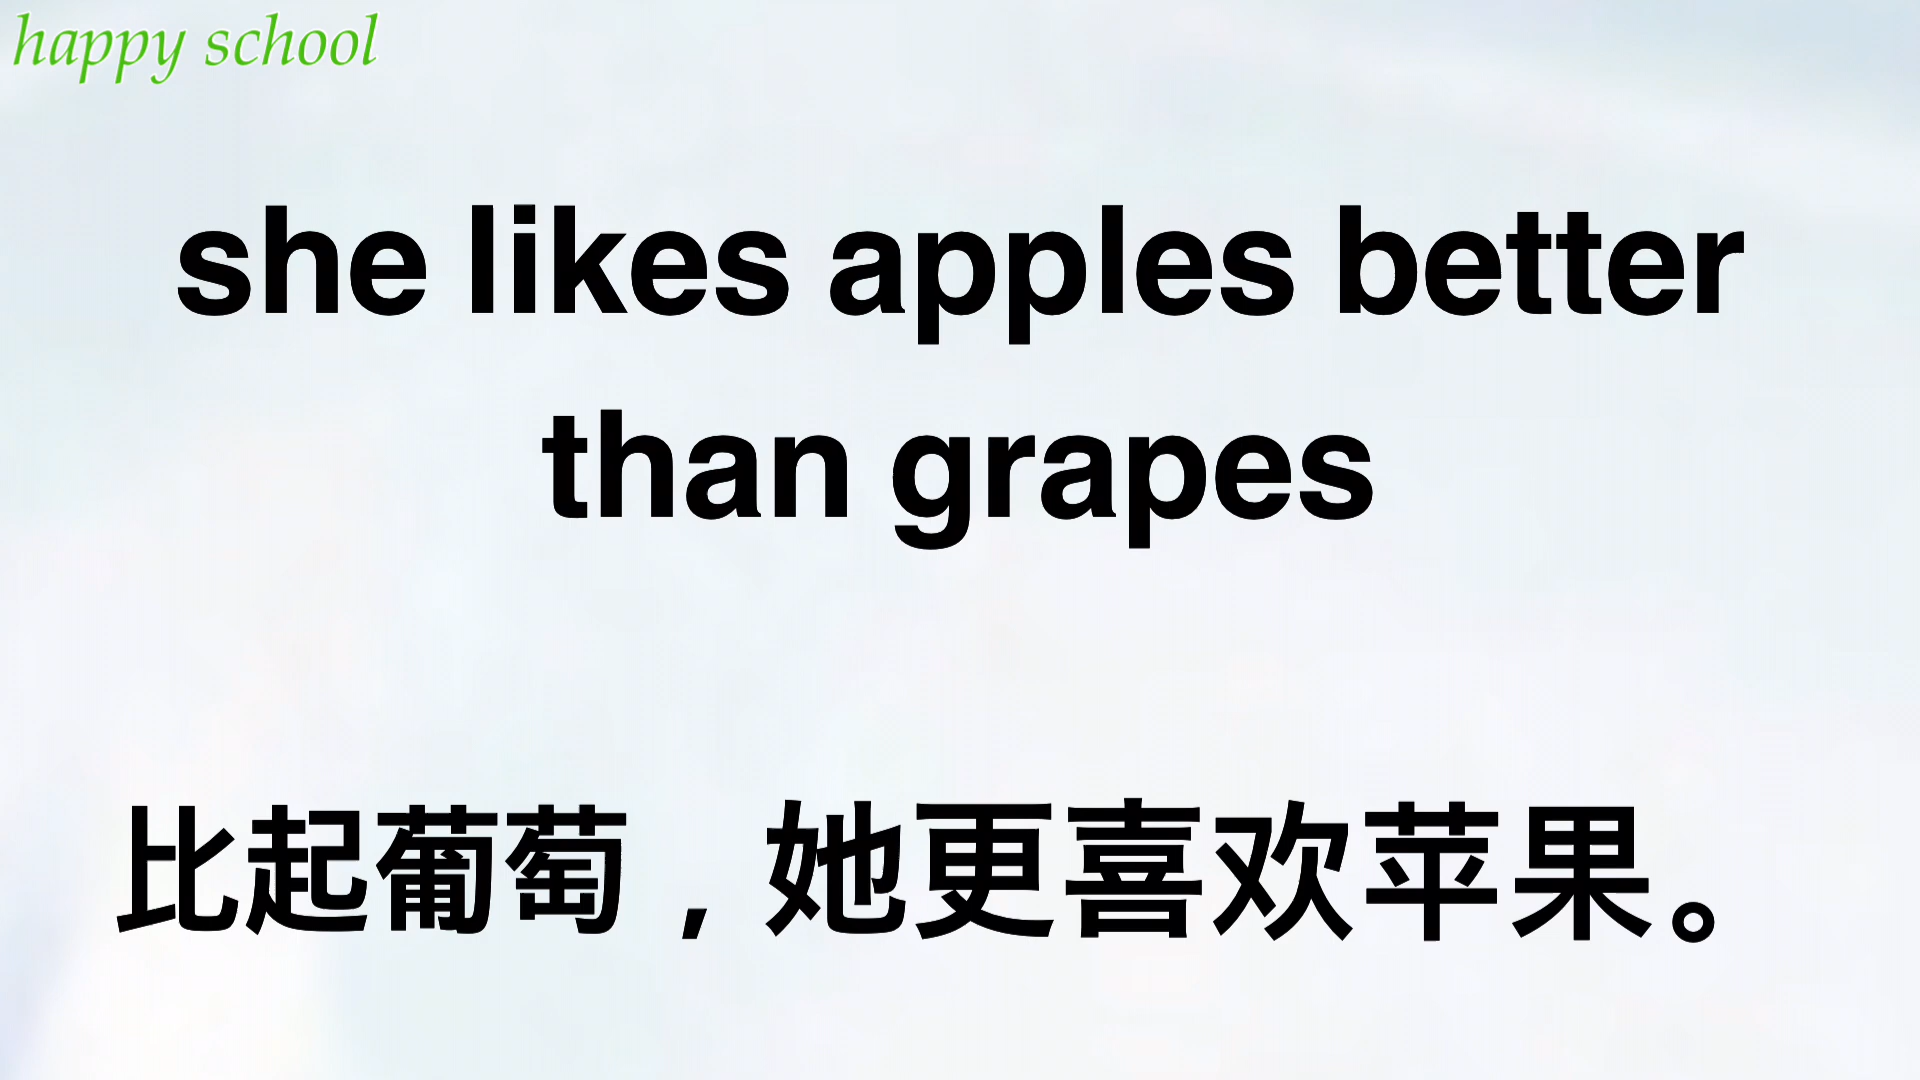 happy school
she likes apples better
than grapes
比起葡萄，她更喜欢苹果。